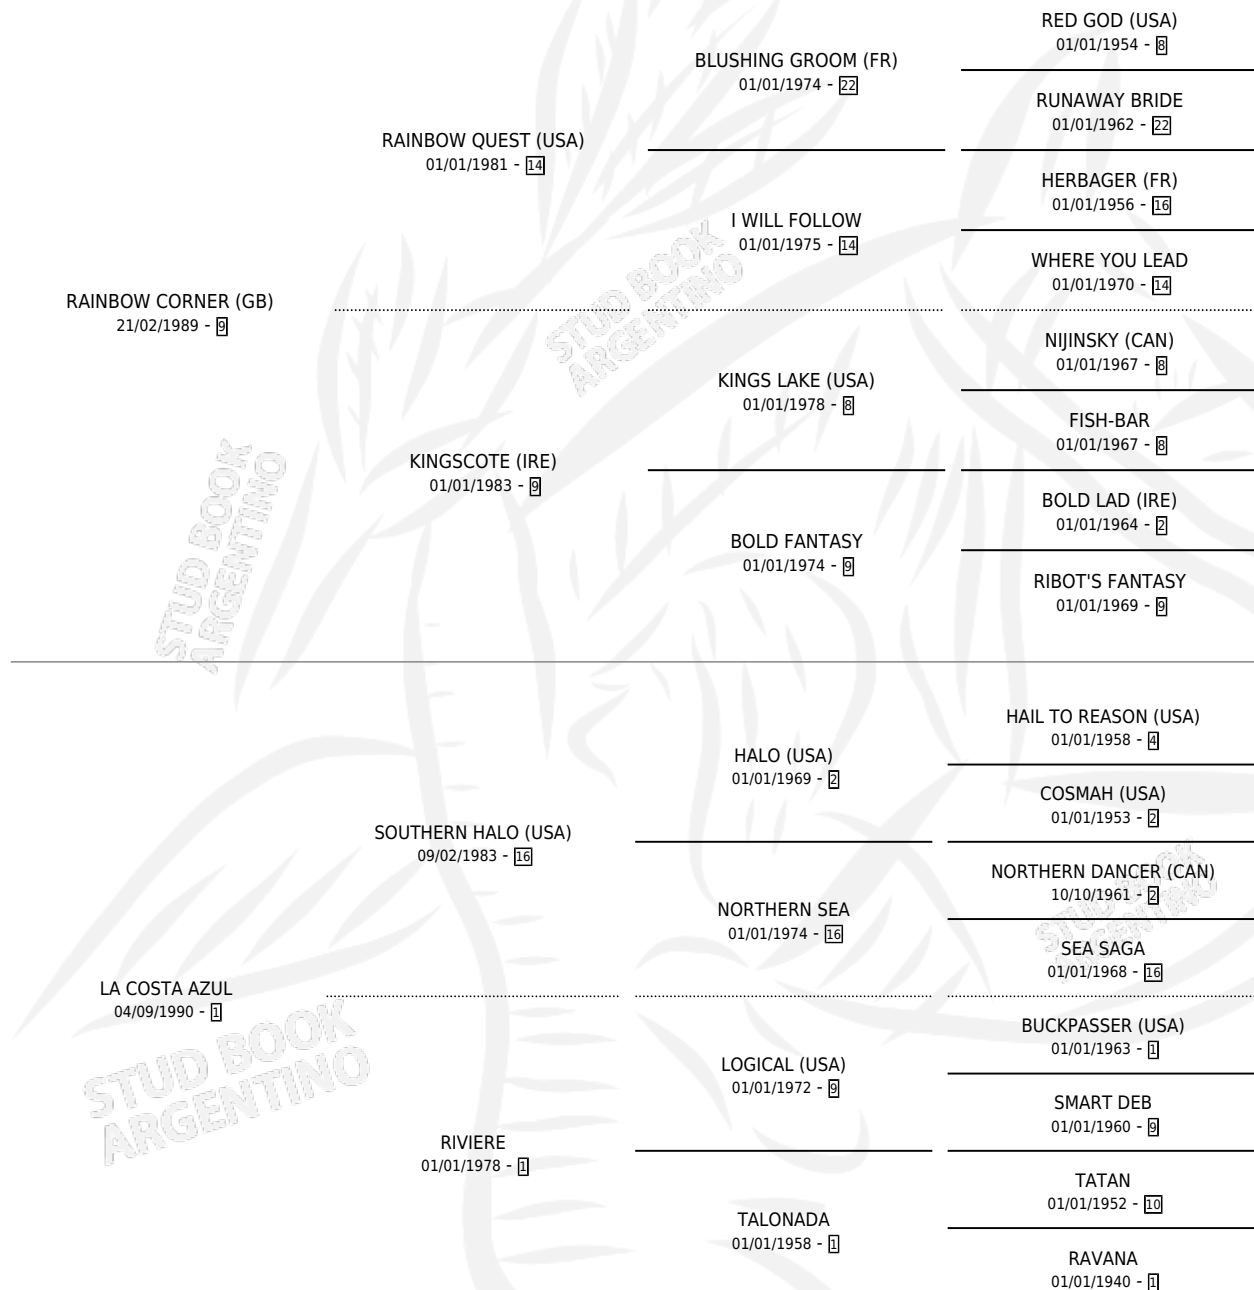 RED GOD (USA)
01/01/1954 - 8
BLUSHING GROOM (FR)
01/01/1974 - 22
RUNAWAY BRIDE
01/01/1962 - 22
RAINBOW QUEST (USA)
01/01/1981 - 14
HERBAGER (FR)
01/01/1956 - 16
I WILL FOLLOW
01/01/1975 - 14
WHERE YOU LEAD
01/01/1970 - 14
RAINBOW CORNER (GB)
21/02/1989 - 9
NIJINSKY (CAN)
01/01/1967 - 8
KINGS LAKE (USA)
01/01/1978 - 8
FISH-BAR
01/01/1967 - 8
KINGSCOTE (IRE)
01/01/1983 - 9
BOLD LAD (IRE)
01/01/1964 - 2
BOLD FANTASY
01/01/1974 - 9
RIBOT'S FANTASY
01/01/1969 - 9
HAIL TO REASON (USA)
01/01/1958 - 4
HALO (USA)
01/01/1969 - 2
COSMAH (USA)
01/01/1953 - 2
SOUTHERN HALO (USA)
09/02/1983 - 16
NORTHERN DANCER (CAN)
10/10/1961 - 2
NORTHERN SEA
01/01/1974 - 16
SEA SAGA
01/01/1968 - 16
LA COSTA AZUL
04/09/1990 - 1
BUCKPASSER (USA)
01/01/1963 - 1
LOGICAL (USA)
01/01/1972 - 9
SMART DEB
01/01/1960 - 9
RIVIERE
01/01/1978 - 1
TATAN
01/01/1952 - 10
TALONADA
01/01/1958 - 1
RAVANA
01/01/1940 - 1
STUD BOOK
ARGENTINO
STUD BOOK
ARGENTINO
STUD BOOK
ARGENTINO
STUD BOOK
ARGENTINO